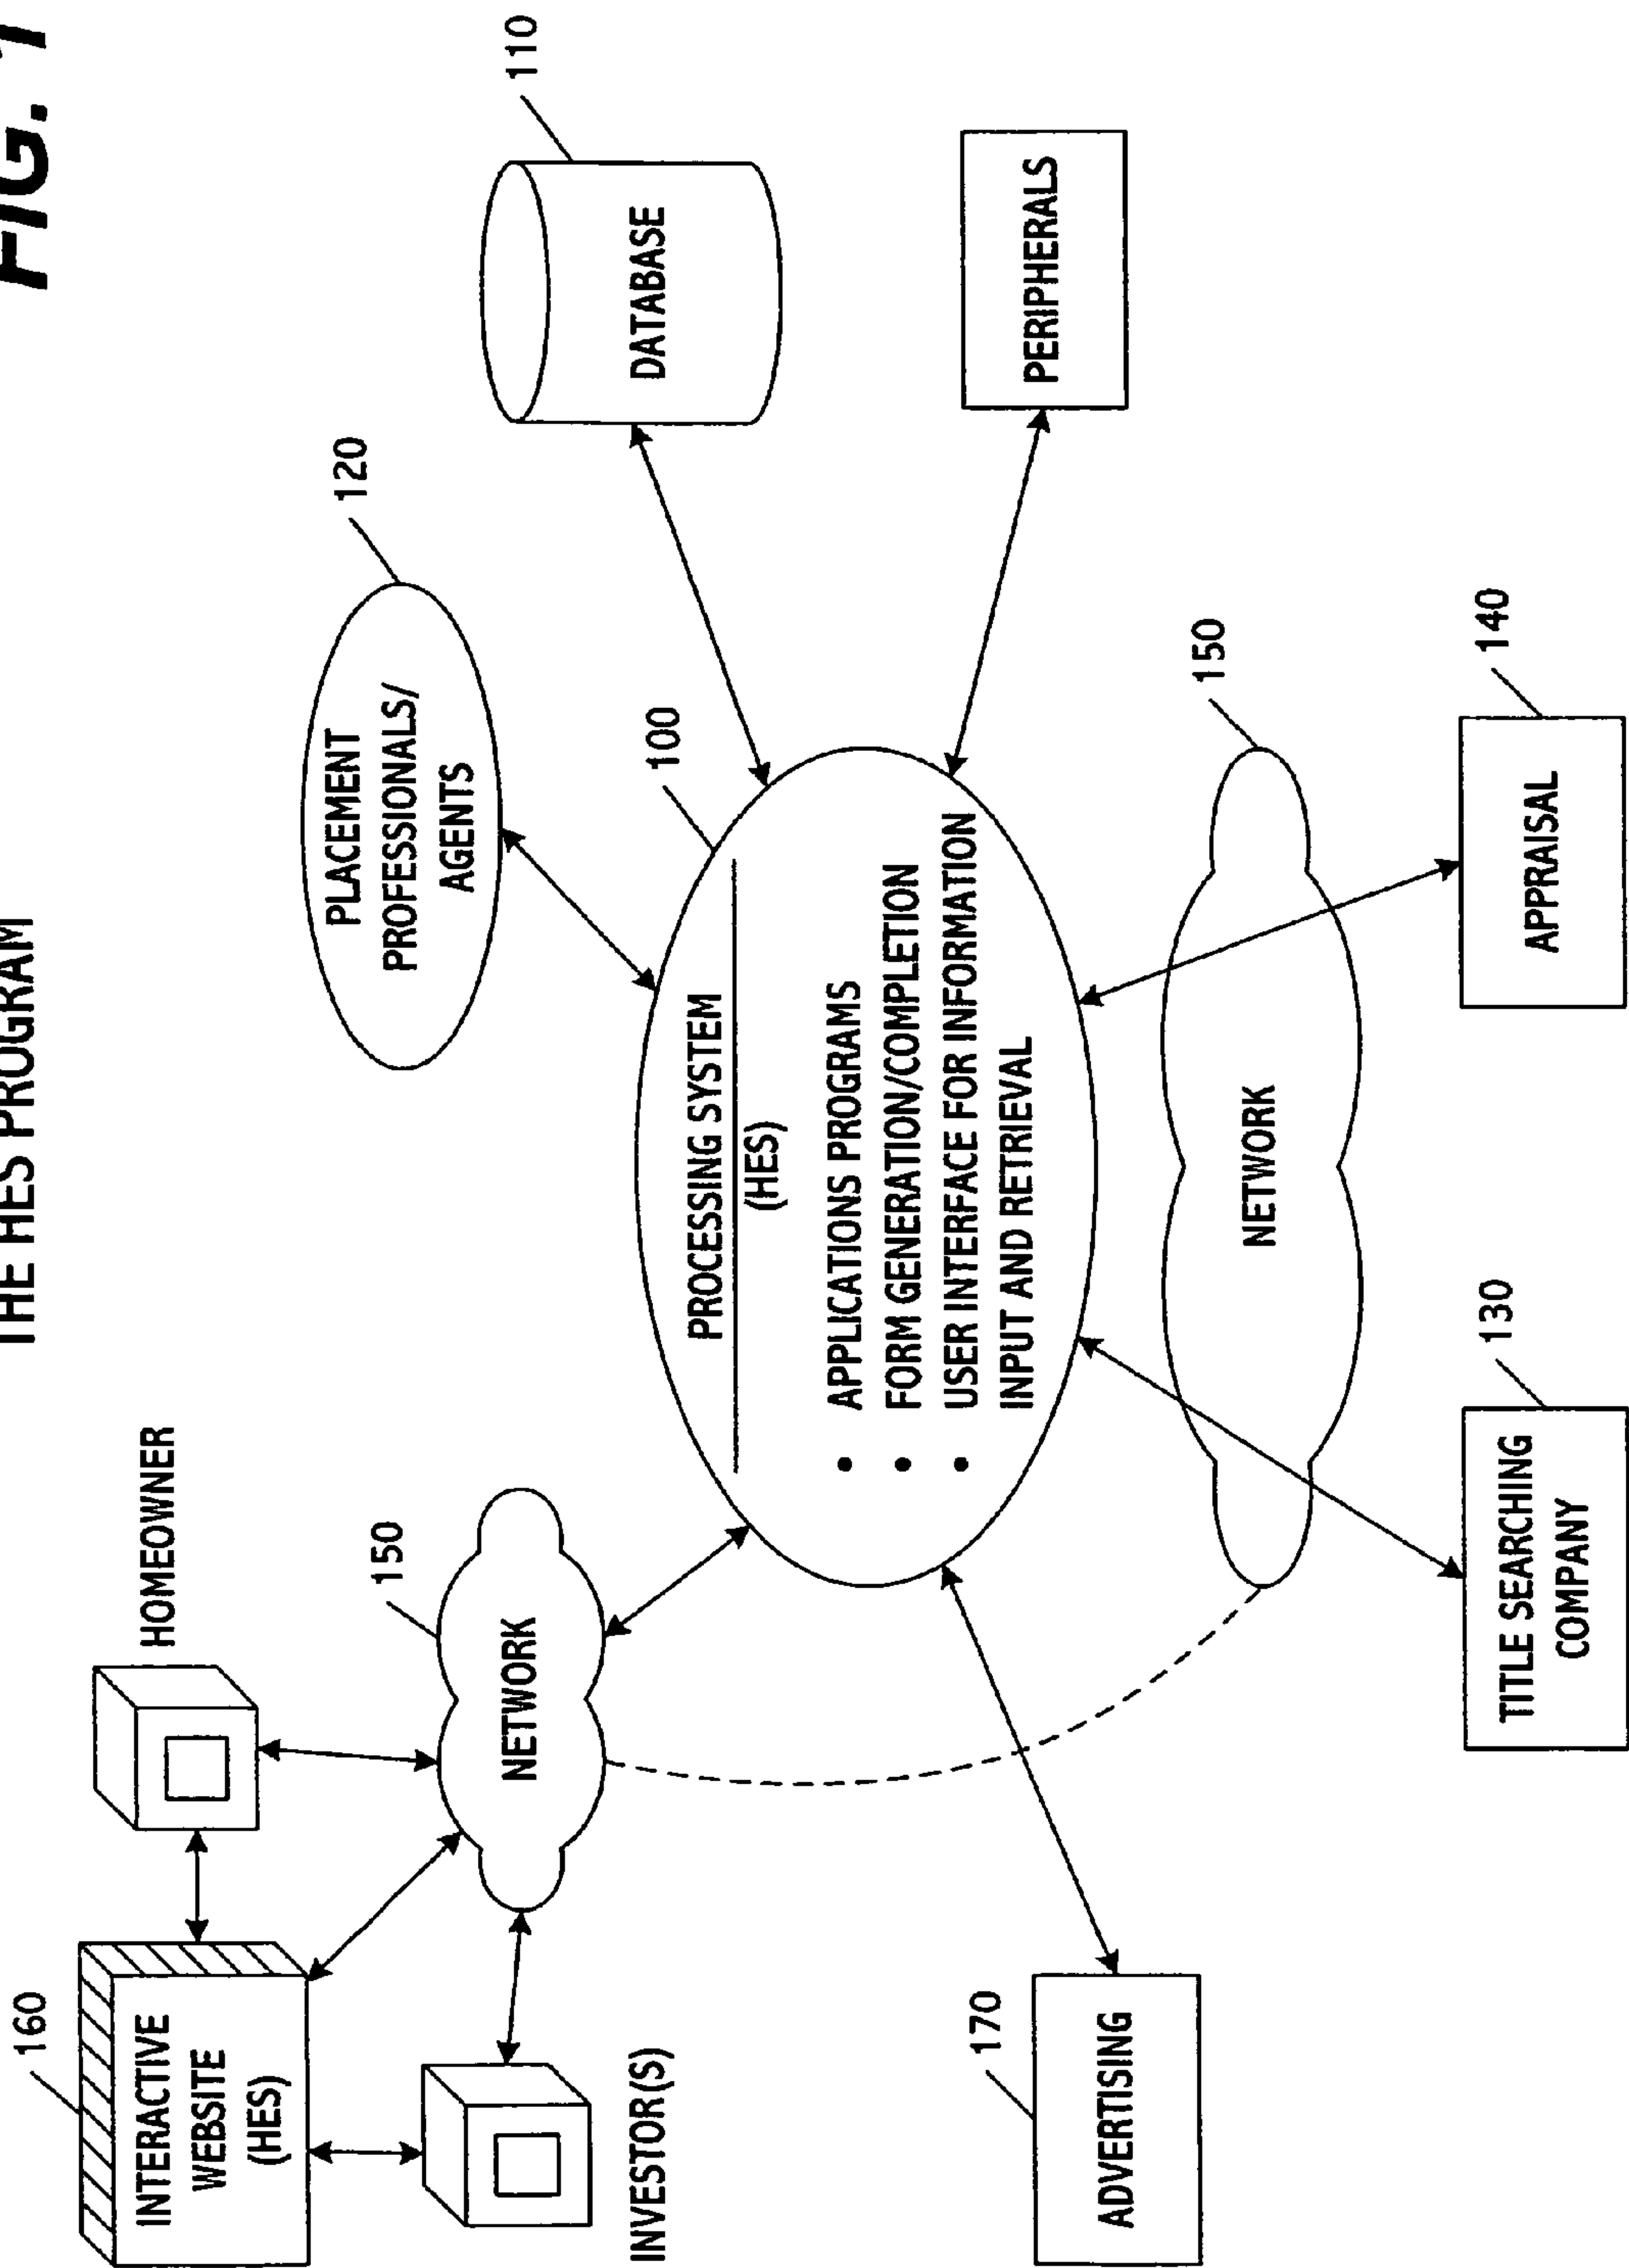 THE HES PROGRAM
FIG. 1
160
INTERACTIVE
WEBSITE
(HES)
HOMEOWNER
INVESTOR(S)
150
NETWORK
120
PLACEMENT
PROFESSIONALS/
AGENTS
110
DATABASE
100
PROCESSING SYSTEM
(HES)
• APPLICATIONS PROGRAMS
• FORM GENERATION/COMPLETION
• USER INTERFACE FOR INFORMATION
INPUT AND RETRIEVAL
PERIPHERALS
170
ADVERTISING
150
NETWORK
130
TITLE SEARCHING
COMPANY
140
APPRAISAL